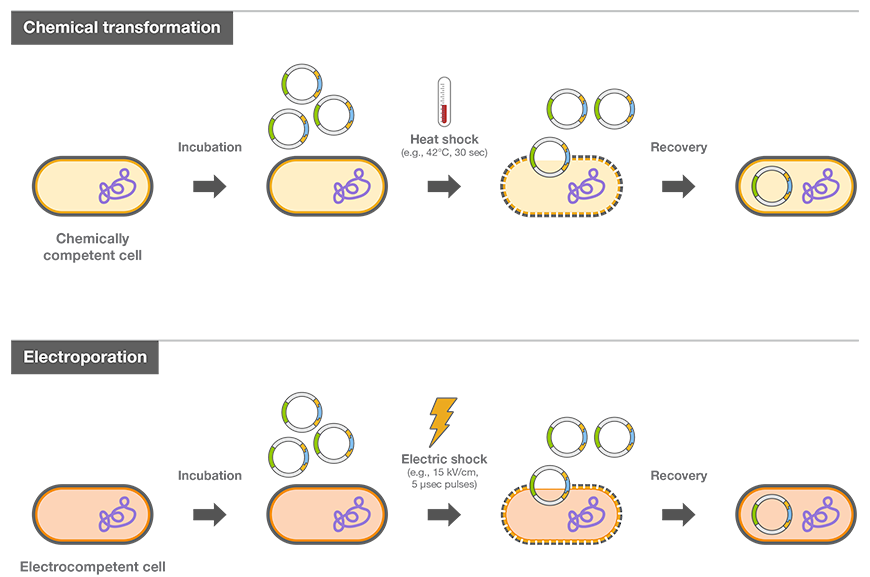 Chemical transformation
Incubation
Heat shock
(e.g., 42°C, 30 sec)
Recovery
Chemically
competent cell
Electroporation
Incubation
Electric shock
(e.g., 15 kV/cm,
5 µsec pulses)
Recovery
Electrocompetent cell